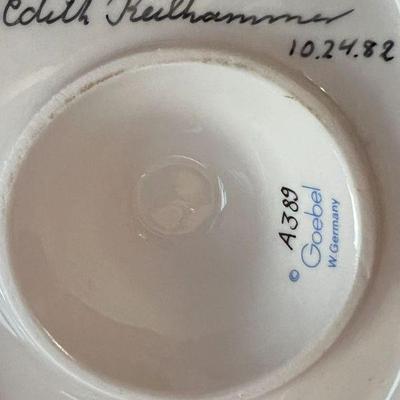 Edith Keilhammer
10.24.82
A389
© Goebel
W Germany